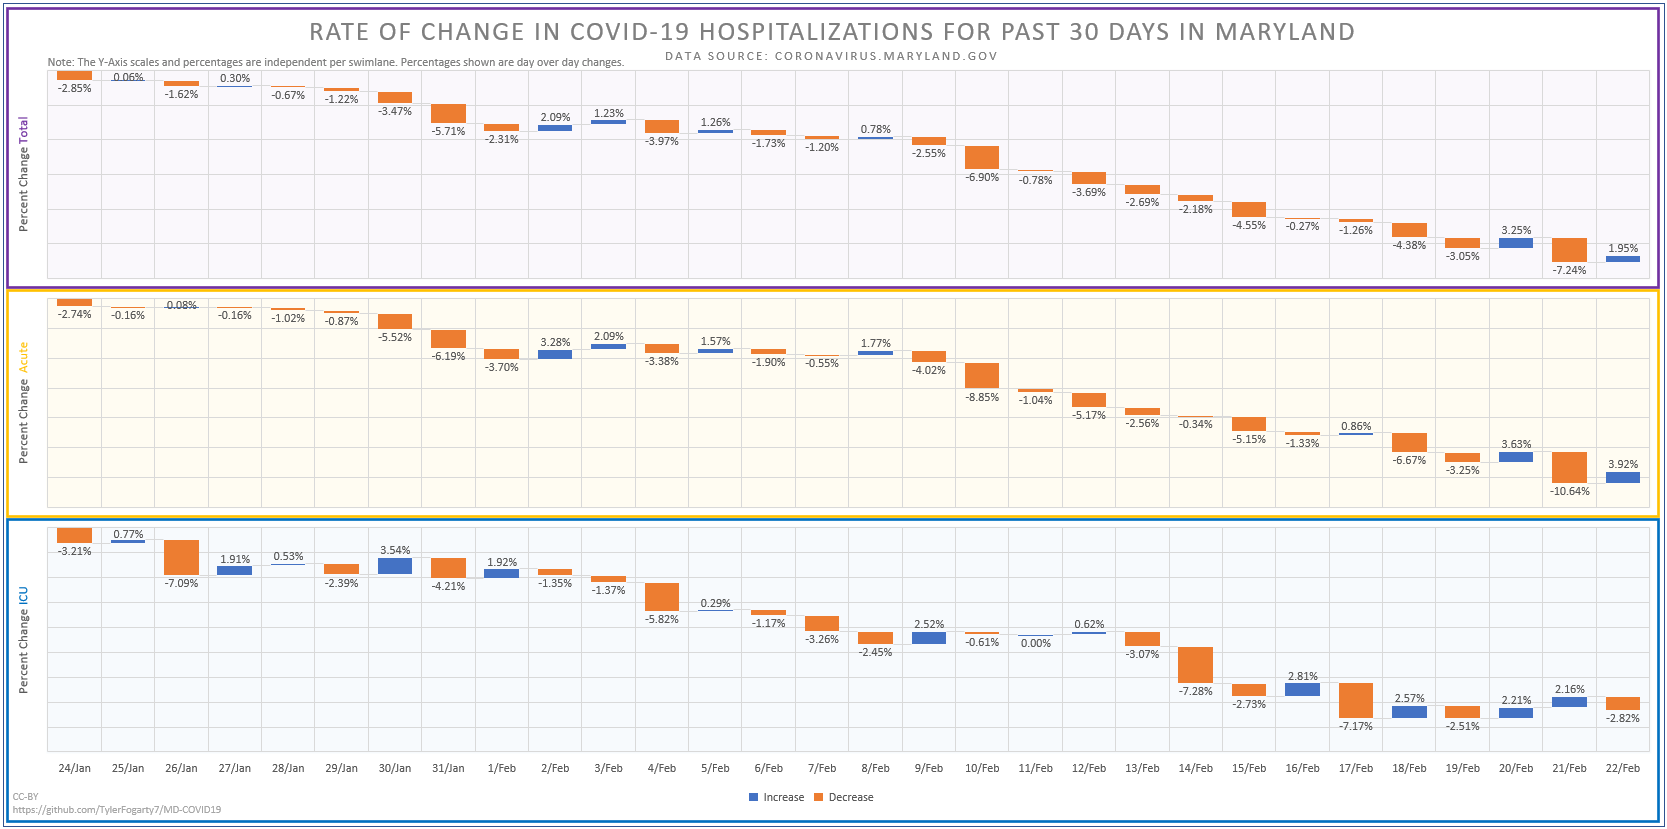 RATE OF CHANGE IN COVID-19 HOSPITALIZATIONS FOR PAST 30 DAYS IN MARYLAND
DATA SOURCE: CORONAVIRUS.MARYLAND.GOV
Note: The Y-Axis scales and percentages are independent per swimlane. Percentages shown are day over day changes.
Percent Change Total
-2.85% 0.06% -1.62% 0.30% -0.67% -1.22% -3.47% -5.71% -2.31% 2.09% 1.23% -3.97% 1.26% -1.73% -1.20% 0.78% -2.55% -6.90% -0.78% -3.69% -2.69% -2.18% -4.55% -0.27% -1.26% -4.38% -3.05% 3.25% -7.24% 1.95%
Percent Change Acute
-2.74% -0.16% 0.08% -0.16% -1.02% -0.87% -5.52% -6.19% -3.70% 3.28% 2.09% -3.38% 1.57% -1.90% -0.55% 1.77% -4.02% -8.85% -1.04% -5.17% -2.56% -0.34% -5.15% -1.33% 0.86% -6.67% -3.25% 3.63% -10.64% 3.92%
Percent Change ICU
-3.21% 0.77% -7.09% 1.91% 0.53% -2.39% 3.54% -4.21% 1.92% -1.35% -1.37% -5.82% 0.29% -1.17% -3.26% -2.45% 2.52% -0.61% 0.00% 0.62% -3.07% -7.28% -2.73% 2.81% -7.17% 2.57% -2.51% 2.21% 2.16% -2.82%
24/Jan 25/Jan 26/Jan 27/Jan 28/Jan 29/Jan 30/Jan 31/Jan 1/Feb 2/Feb 3/Feb 4/Feb 5/Feb 6/Feb 7/Feb 8/Feb 9/Feb 10/Feb 11/Feb 12/Feb 13/Feb 14/Feb 15/Feb 16/Feb 17/Feb 18/Feb 19/Feb 20/Feb 21/Feb 22/Feb
Increase Decrease
CC-BY
https://github.com/TylerFogarty7/MD-COVID19